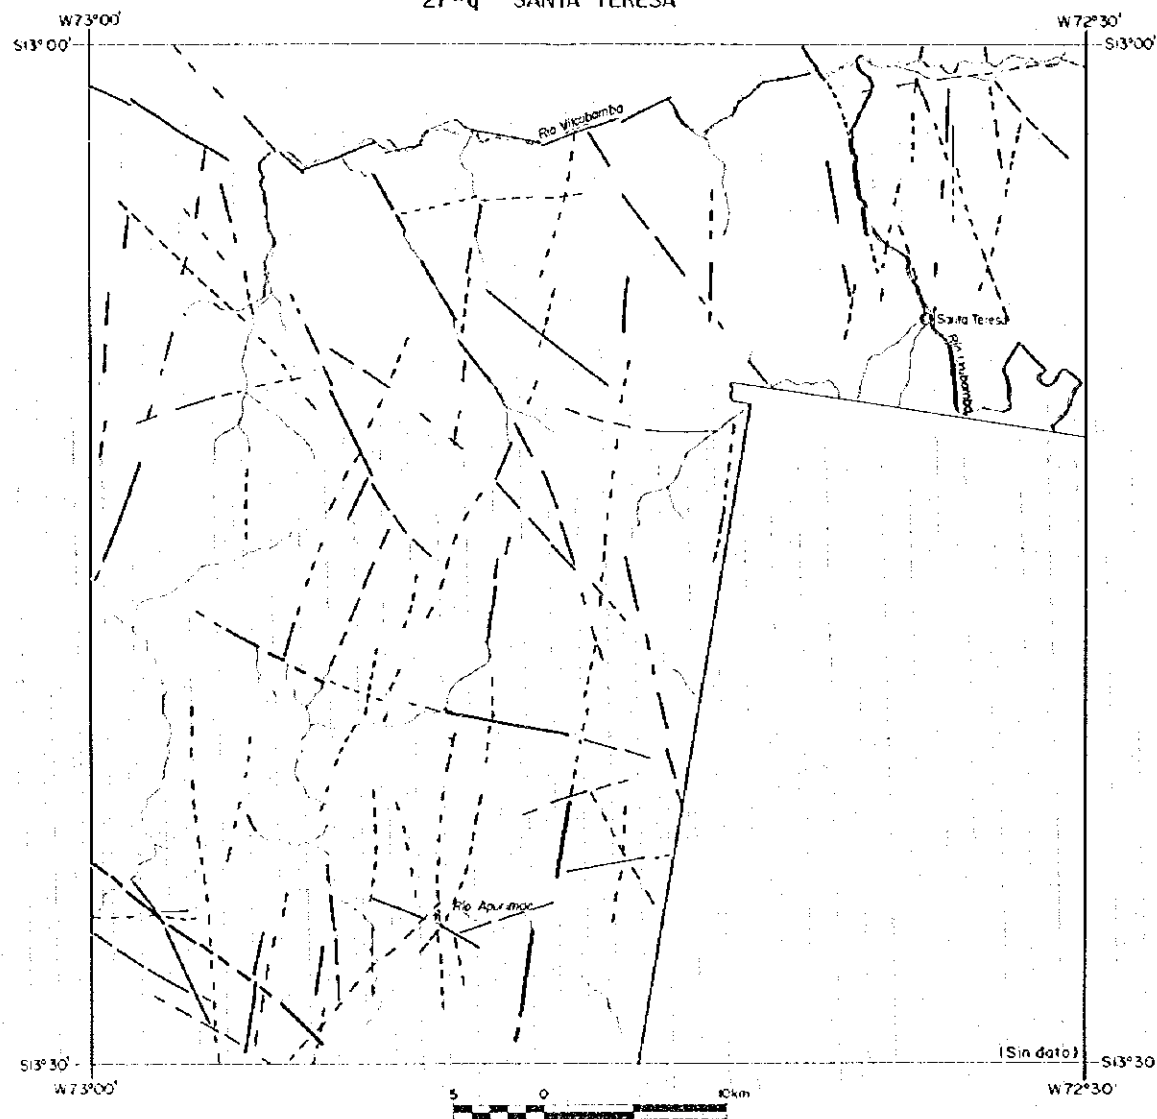 27-q SANTA TERESA
W73°00'
W72°30'
S13°00'
S13°00'
Rio Vilcabamba
Santa Teresa
Rio Urubamba
Rio Apurimac
(Sin dato)
S13°30'
S13°30
W73°00'
W72°30'
5 0 10km